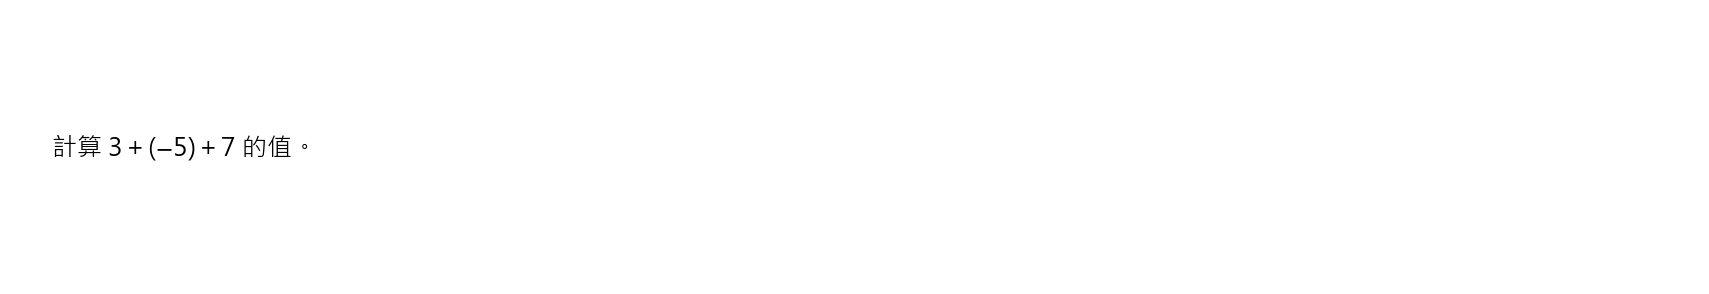 計算 3 + (–5) + 7 的值。